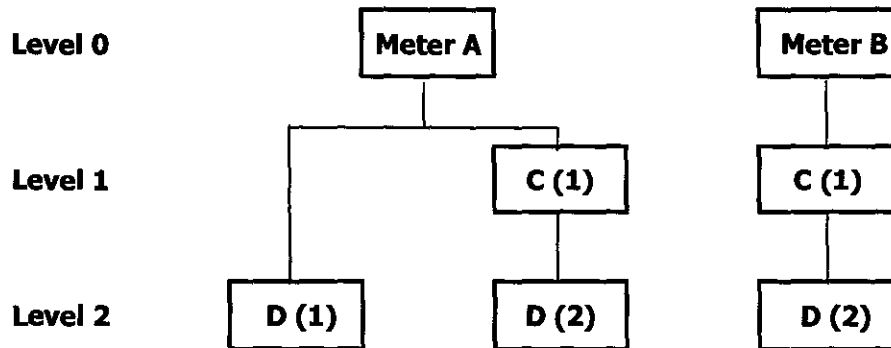 Level 0 Meter A Meter B
Level 1 C (1) C (1)
Level 2 D (1) D (2) D (2)